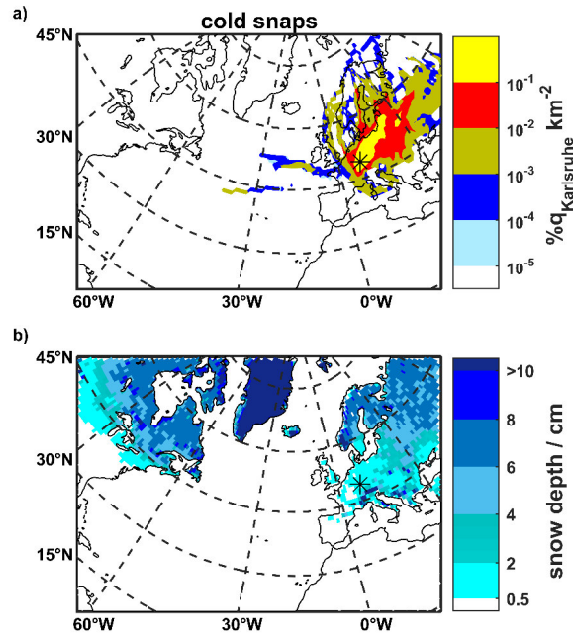 a)
cold snaps
45°N
30°N
15°N
60°W
30°W
0°W
10⁻¹
10⁻²
10⁻³
10⁻⁴
10⁻⁵
%qKarlsruhe km⁻²
b)
45°N
30°N
15°N
60°W
30°W
0°W
>10
8
6
4
2
0.5
snow depth / cm